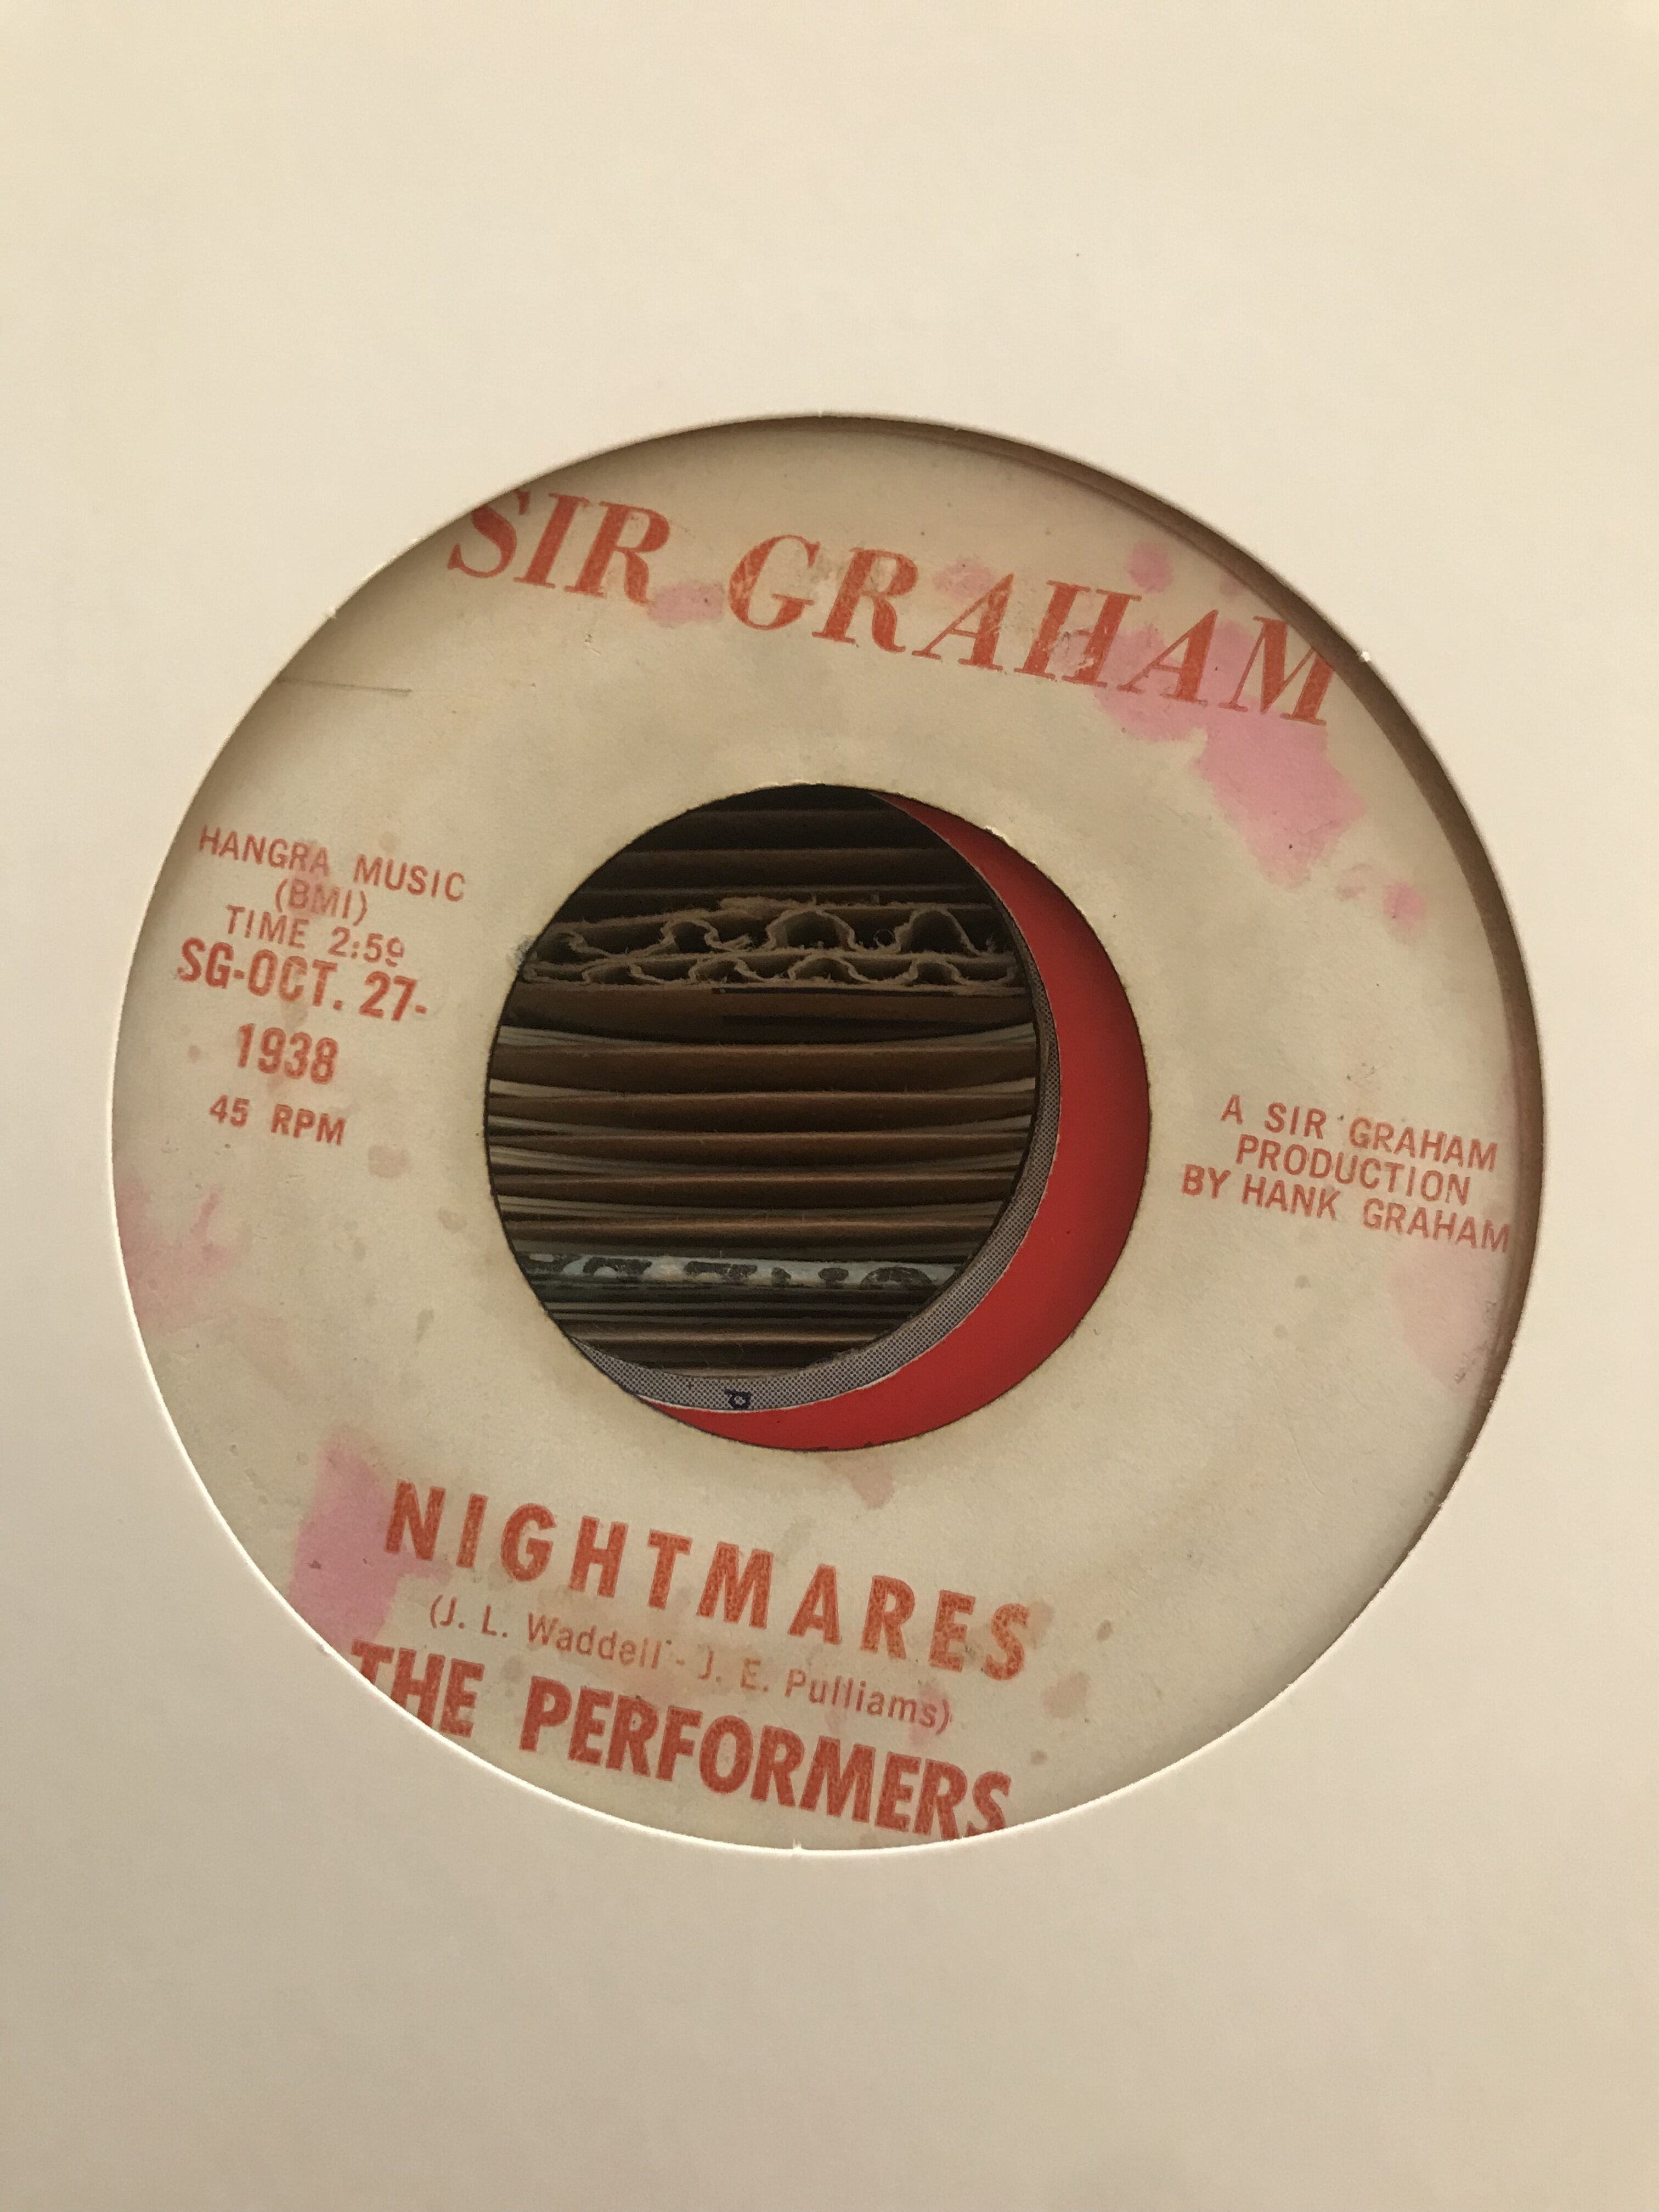 SIR GRAHAM
HANGRA MUSIC
(BMI)
TIME 2:59
SG-OCT. 27-
1938
45 RPM
A SIR GRAHAM
PRODUCTION
BY HANK GRAHAM
NIGHTMARES
(J. L. Waddell - J. E. Pulliams)
THE PERFORMERS